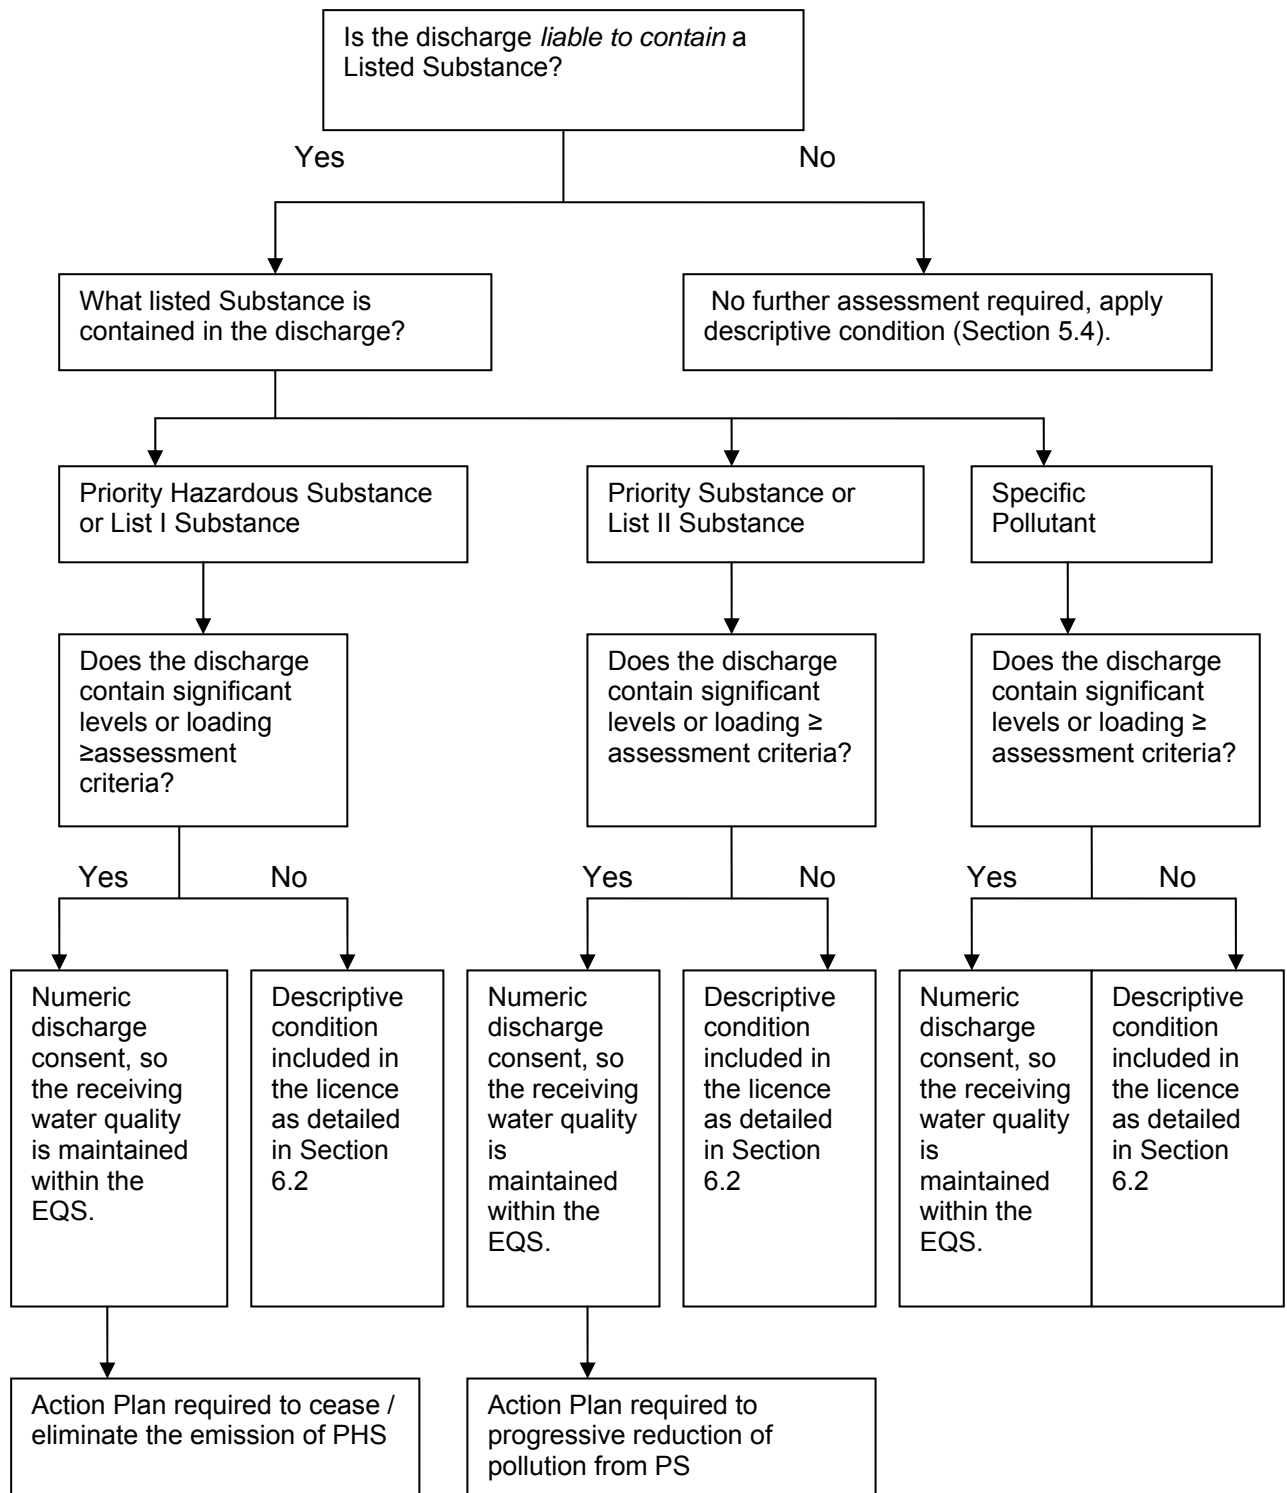 Is the discharge liable to contain a
Listed Substance?
Yes
No
What listed Substance is
contained in the discharge?
No further assessment required, apply
descriptive condition (Section 5.4).
Priority Hazardous Substance
or List I Substance
Priority Substance or
List II Substance
Specific
Pollutant
Does the discharge
contain significant
levels or loading
≥assessment
criteria?
Does the discharge
contain significant
levels or loading ≥
assessment criteria?
Does the discharge
contain significant
levels or loading ≥
assessment criteria?
Yes
No
Yes
No
Yes
No
Numeric
discharge
consent, so
the receiving
water quality
is maintained
within the
EQS.
Descriptive
condition
included in
the licence
as detailed
in Section
6.2
Numeric
discharge
consent, so
the receiving
water quality
is
maintained
within the
EQS.
Descriptive
condition
included in
the licence
as detailed
in Section
6.2
Numeric
discharge
consent, so
the receiving
water quality
is
maintained
within the
EQS.
Descriptive
condition
included in
the licence
as detailed
in Section
6.2
Action Plan required to cease /
eliminate the emission of PHS
Action Plan required to
progressive reduction of
pollution from PS